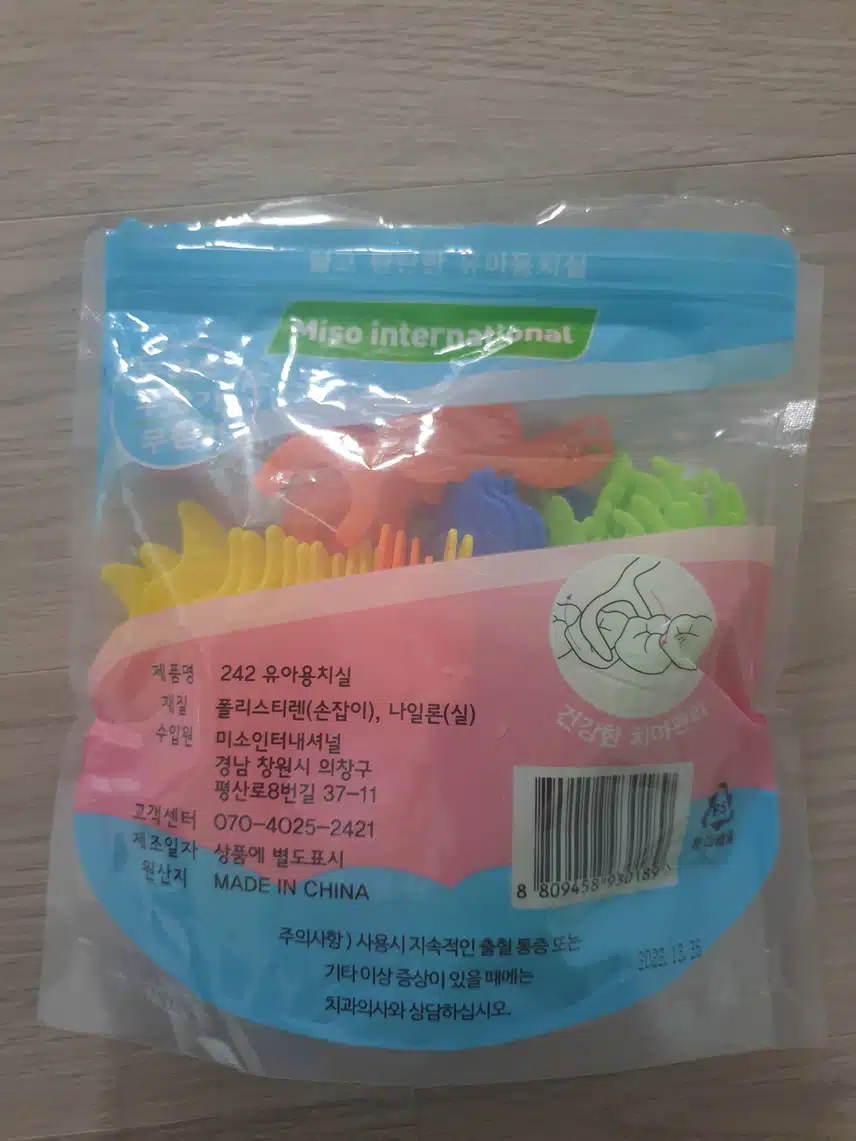 Miso international
제품명 242 유아용치실
재질 폴리스티렌(손잡이), 나일론(실)
수입원 미소인터내셔널
경남 창원시 의창구
평산로8번길 37-11
고객센터 070-4025-2421
제조일자 상품에 별도표시
원산지 MADE IN CHINA
건강한 치아관리
8 809458 930189
PS
주의사항 ) 사용시 지속적인 출혈 통증 또는
기타 이상 증상이 있을 때에는
치과의사와 상담하십시오.